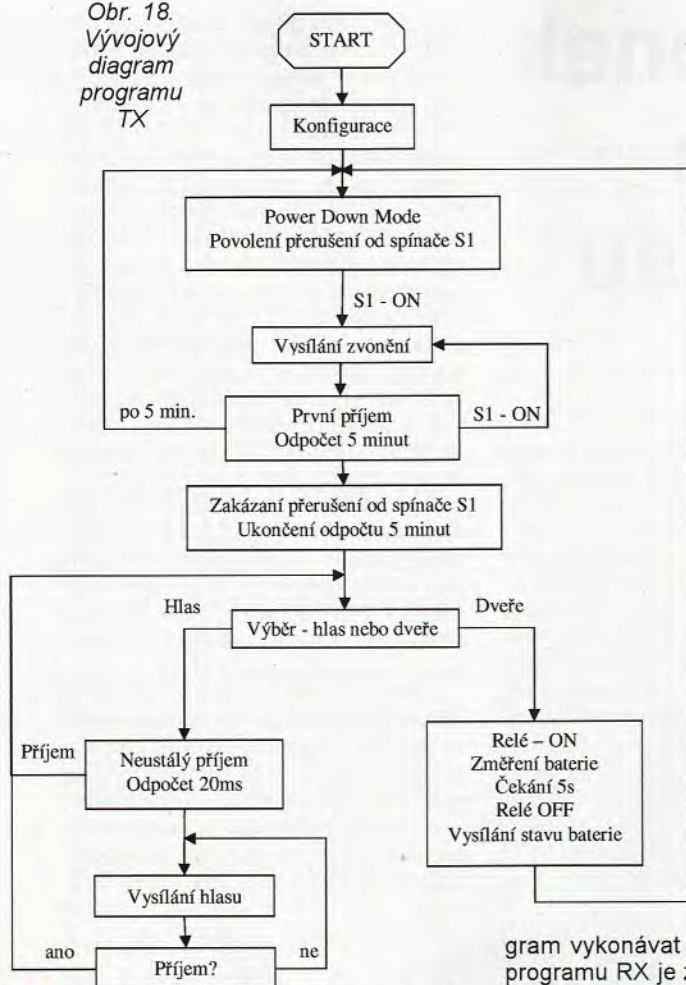 Obr. 18.
Vývojový
diagram
programu
TX
START
Konfigurace
Power Down Mode
Povolení přerušení od spínače S1
S1 - ON
Vysílání zvonění
po 5 min.
První příjem
Odpočet 5 minut
S1 - ON
Zakázaní přerušení od spínače S1
Ukončení odpočtu 5 minut
Hlas
Výběr - hlas nebo dveře
Dveře
Příjem
Neustálý příjem
Odpočet 20ms
Relé – ON
Změření baterie
Čekání 5s
Relé OFF
Vysílání stavu baterie
Vysílání hlasu
ano
Příjem?
ne
gram vykonávat
programu RX je